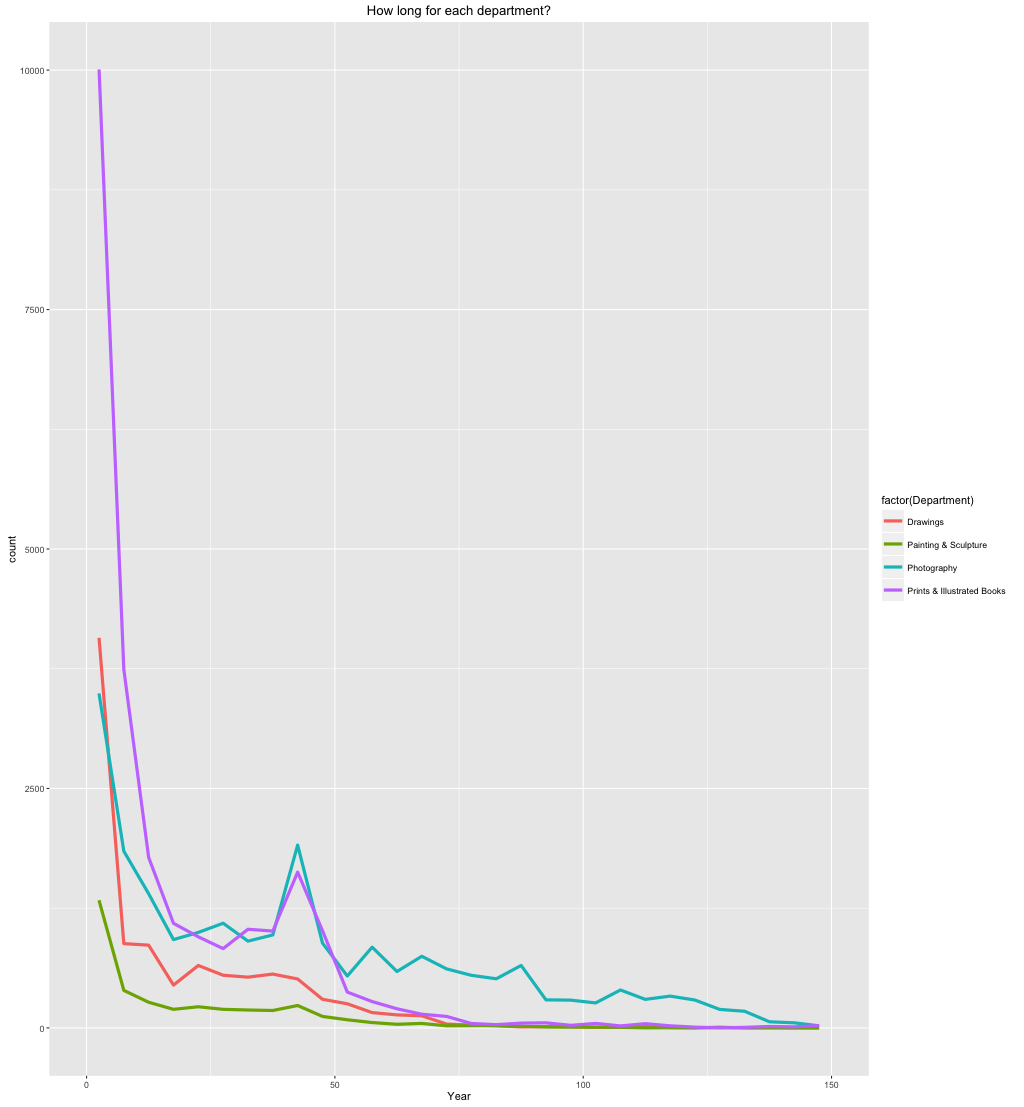 How long for each department?
10000
7500
5000
2500
0
count
0
50
100
150
Year
factor(Department)
Drawings
Painting & Sculpture
Photography
Prints & Illustrated Books